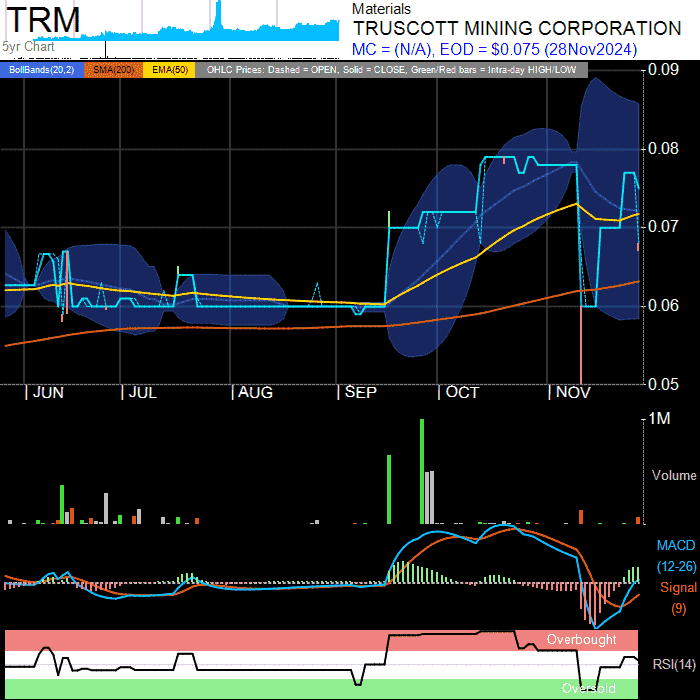 TRM
5yr Chart
Materials
TRUSCOTT MINING CORPORATION
MC = (N/A), EOD = $0.075 (28Nov2024)
BollBands(20,2) SMA(200) EMA(50) OHLC Prices: Dashed = OPEN, Solid = CLOSE, Green/Red bars = Intra-day HIGH/LOW
0.09
0.08
0.07
0.06
0.05
JUN JUL AUG SEP OCT NOV
1M
Volume
MACD
(12-26)
Signal
(9)
Overbought
RSI(14)
Oversold